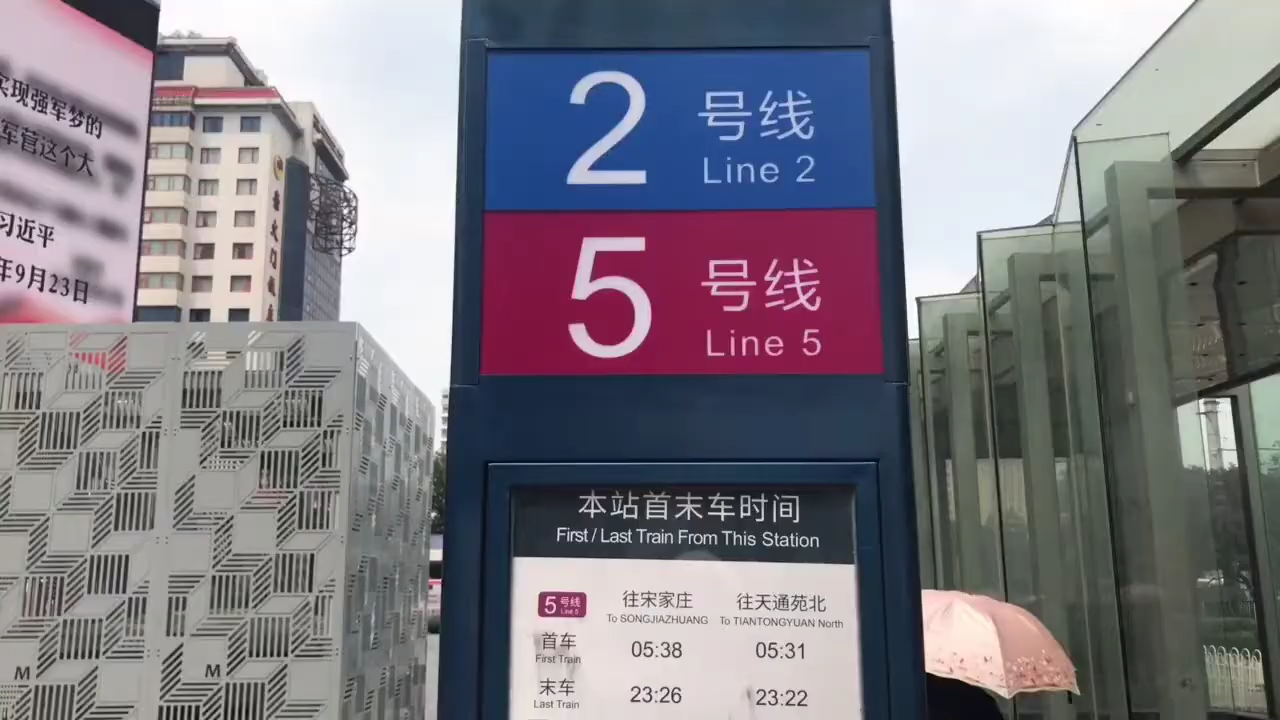 实现强军梦的
军营这个大
习近平
年9月23日
2 号线
Line 2
5 号线
Line 5
本站首末车时间
First / Last Train From This Station
5 号线
Line 5
往宋家庄
To SONGJIAZHUANG
往天通苑北
To TIANTONGYUAN North
首车
First Train
05:38
05:31
末车
Last Train
23:26
23:22
M
M